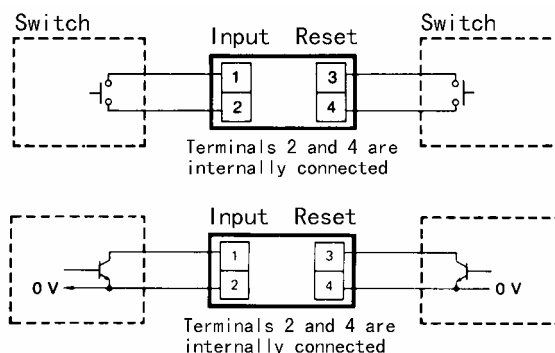 Switch Input Reset Switch
1 3
2 4
Terminals 2 and 4 are
internally connected
Input Reset
1 3
0 V 2 4 0 V
Terminals 2 and 4 are
internally connected